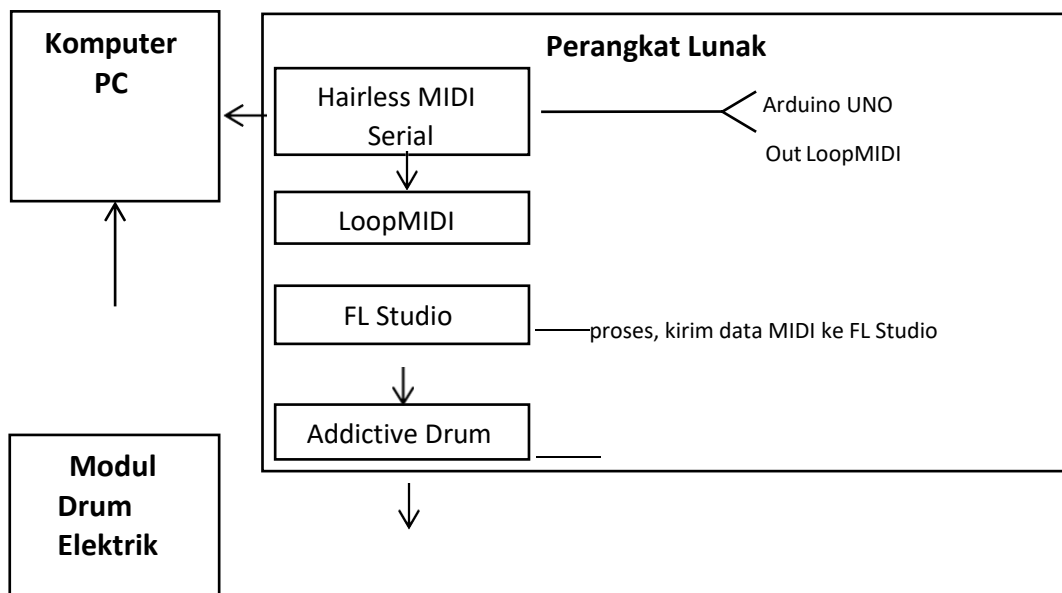 Komputer
PC
Perangkat Lunak
Hairless MIDI
Serial
Arduino UNO
Out LoopMIDI
LoopMIDI
FL Studio
proses, kirim data MIDI ke FL Studio
Addictive Drum
Modul
Drum
Elektrik